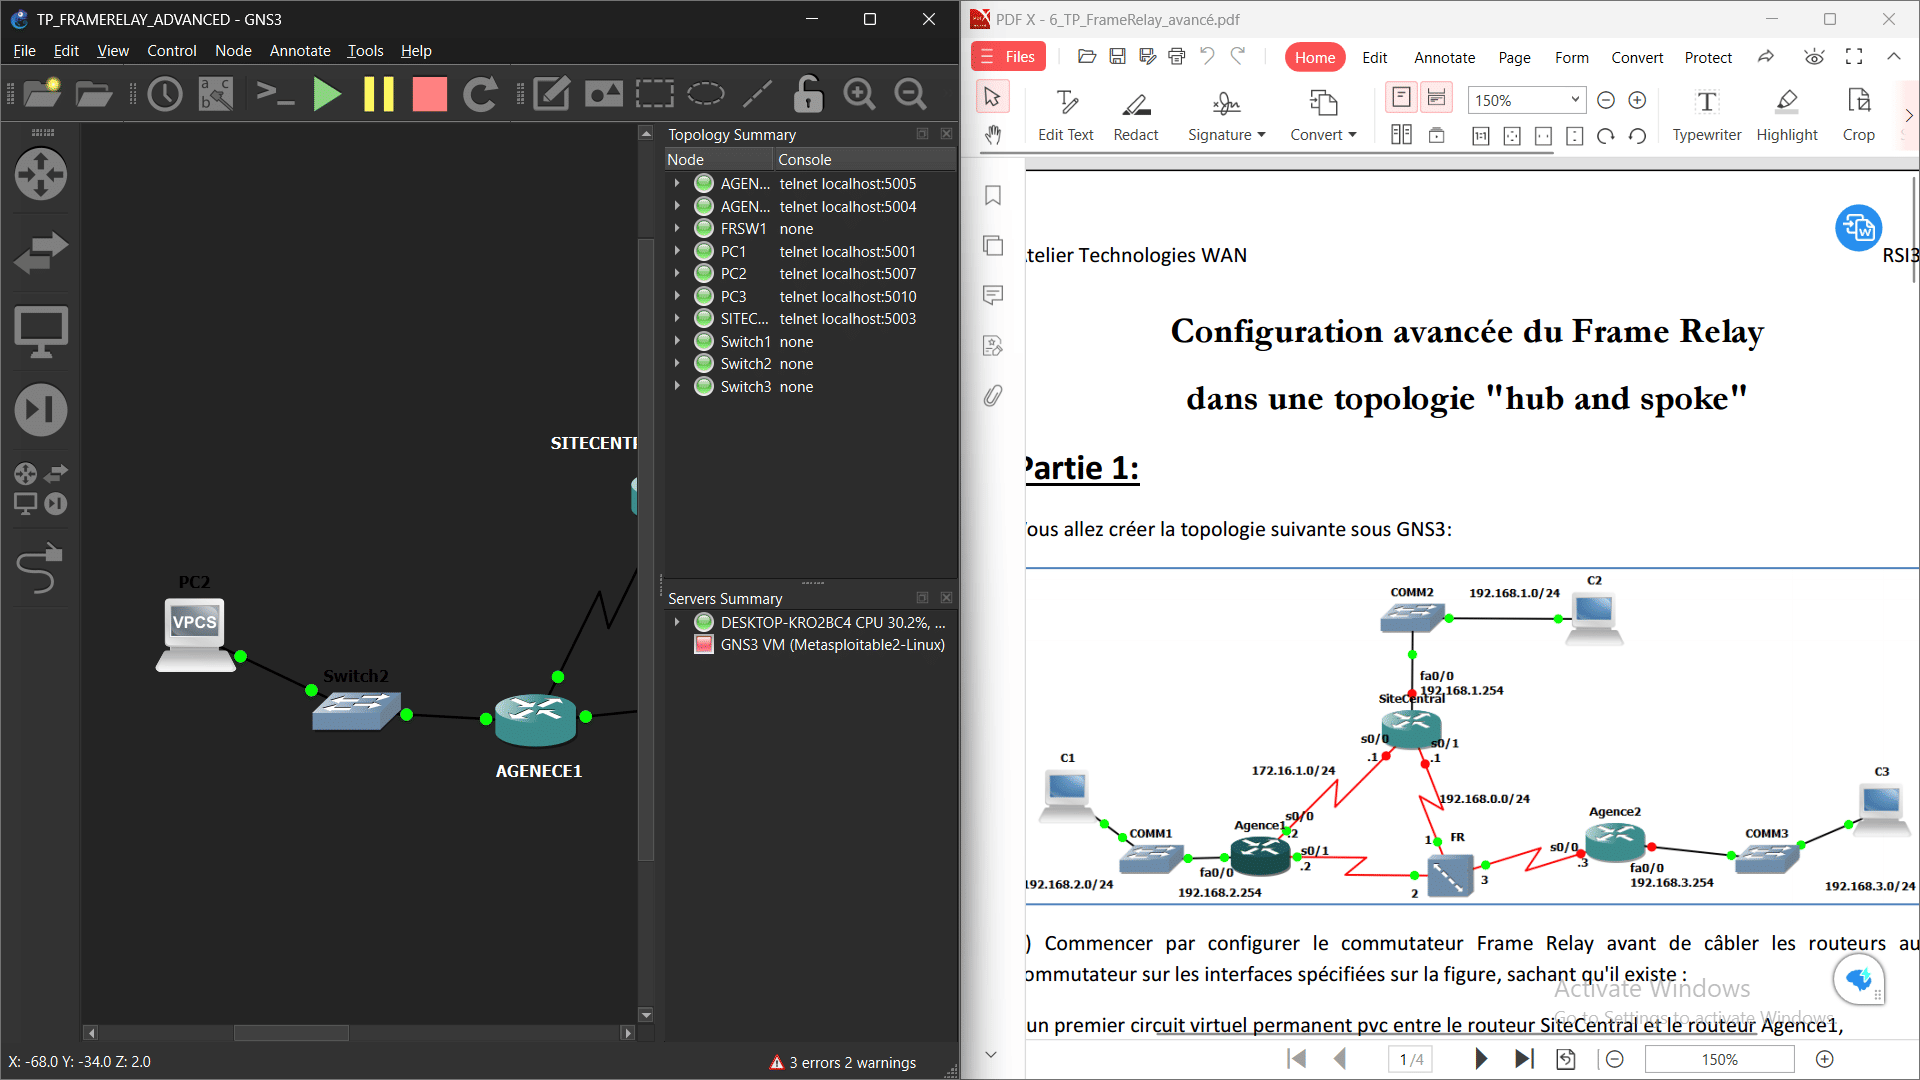 TP_FRAMERELAY_ADVANCED - GNS3
File Edit View Control Node Annotate Tools Help
Topology Summary
Node Console
AGEN... telnet localhost:5005
AGEN... telnet localhost:5004
FRSW1 none
PC1 telnet localhost:5001
PC2 telnet localhost:5007
PC3 telnet localhost:5010
SITEC... telnet localhost:5003
Switch1 none
Switch2 none
Switch3 none
SITECENTR
PC2
VPCS
Switch2
AGENECE1
Servers Summary
DESKTOP-KRO2BC4 CPU 30.2%, ...
GNS3 VM (Metasploitable2-Linux)
X: -68.0 Y: -34.0 Z: 2.0
3 errors 2 warnings
PDF X - 6_TP_FrameRelay_avancé.pdf
Files
Home Edit Annotate Page Form Convert Protect
Edit Text Redact Signature Convert
150%
1:1
Typewriter Highlight Crop
telier Technologies WAN RSI3
Configuration avancée du Frame Relay
dans une topologie "hub and spoke"
Partie 1:
ous allez créer la topologie suivante sous GNS3:
COMM2 192.168.1.0/24 C2
fa0/0
192.168.1.254
SiteCentral
s0/0 s0/1
.1 .1
C1
172.16.1.0/24
C3
192.168.0.0/24
Agence1 s0/0
.2
Agence2
COMM1
1 FR
COMM3
s0/1
.2
s0/0
.3
fa0/0
192.168.2.254
2 3
fa0/0
192.168.3.254
192.168.2.0/24
192.168.3.0/24
) Commencer par configurer le commutateur Frame Relay avant de câbler les routeurs au
ommutateur sur les interfaces spécifiées sur la figure, sachant qu'il existe :
Activate Windows
Go to Settings to activate Windows.
un premier circuit virtuel permanent pvc entre le routeur SiteCentral et le routeur Agence1,
1/4
150%